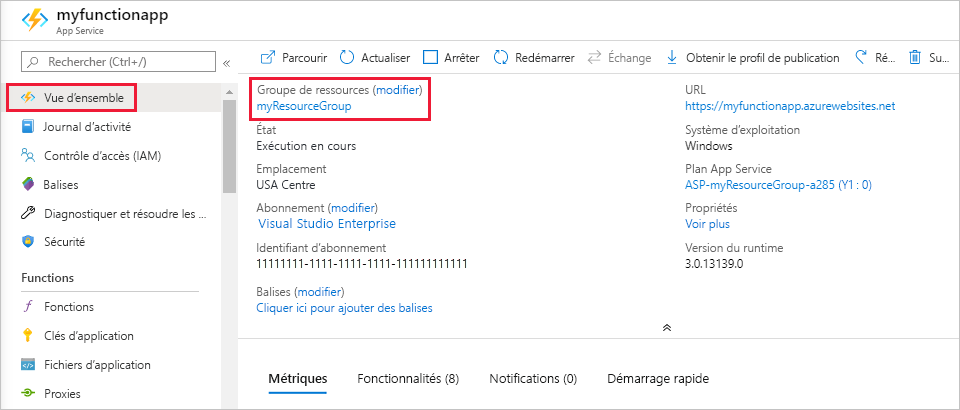 myfunctionapp
App Service
Rechercher (Ctrl+/)
«
Vue d'ensemble
Journal d'activité
Contrôle d'accès (IAM)
Balises
Diagnostiquer et résoudre les ...
Sécurité
Functions
Fonctions
Clés d'application
Fichiers d'application
Proxies
Parcourir Actualiser Arrêter Redémarrer Échange Obtenir le profil de publication Ré... Su...
Groupe de ressources (modifier)
myResourceGroup
État
Exécution en cours
Emplacement
USA Centre
Abonnement (modifier)
Visual Studio Enterprise
Identifiant d'abonnement
11111111-1111-1111-1111-111111111111
Balises (modifier)
Cliquer ici pour ajouter des balises
URL
https://myfunctionapp.azurewebsites.net
Système d'exploitation
Windows
Plan App Service
ASP-myResourceGroup-a285 (Y1 : 0)
Propriétés
Voir plus
Version du runtime
3.0.13139.0
Métriques Fonctionnalités (8) Notifications (0) Démarrage rapide